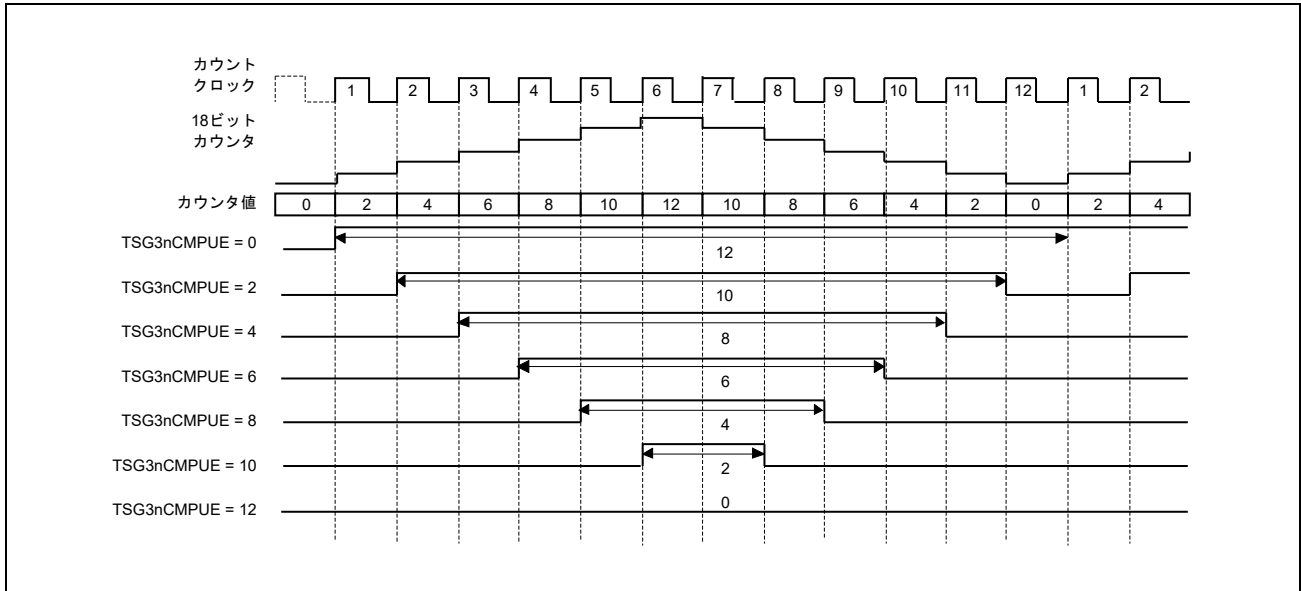 カウント
クロック
1 2 3 4 5 6 7 8 9 10 11 12 1 2
18ビット
カウンタ
カウンタ値 0 2 4 6 8 10 12 10 8 6 4 2 0 2 4
TSG3nCMPUE = 0
12
TSG3nCMPUE = 2
10
TSG3nCMPUE = 4
8
TSG3nCMPUE = 6
6
TSG3nCMPUE = 8
4
TSG3nCMPUE = 10
2
TSG3nCMPUE = 12
0